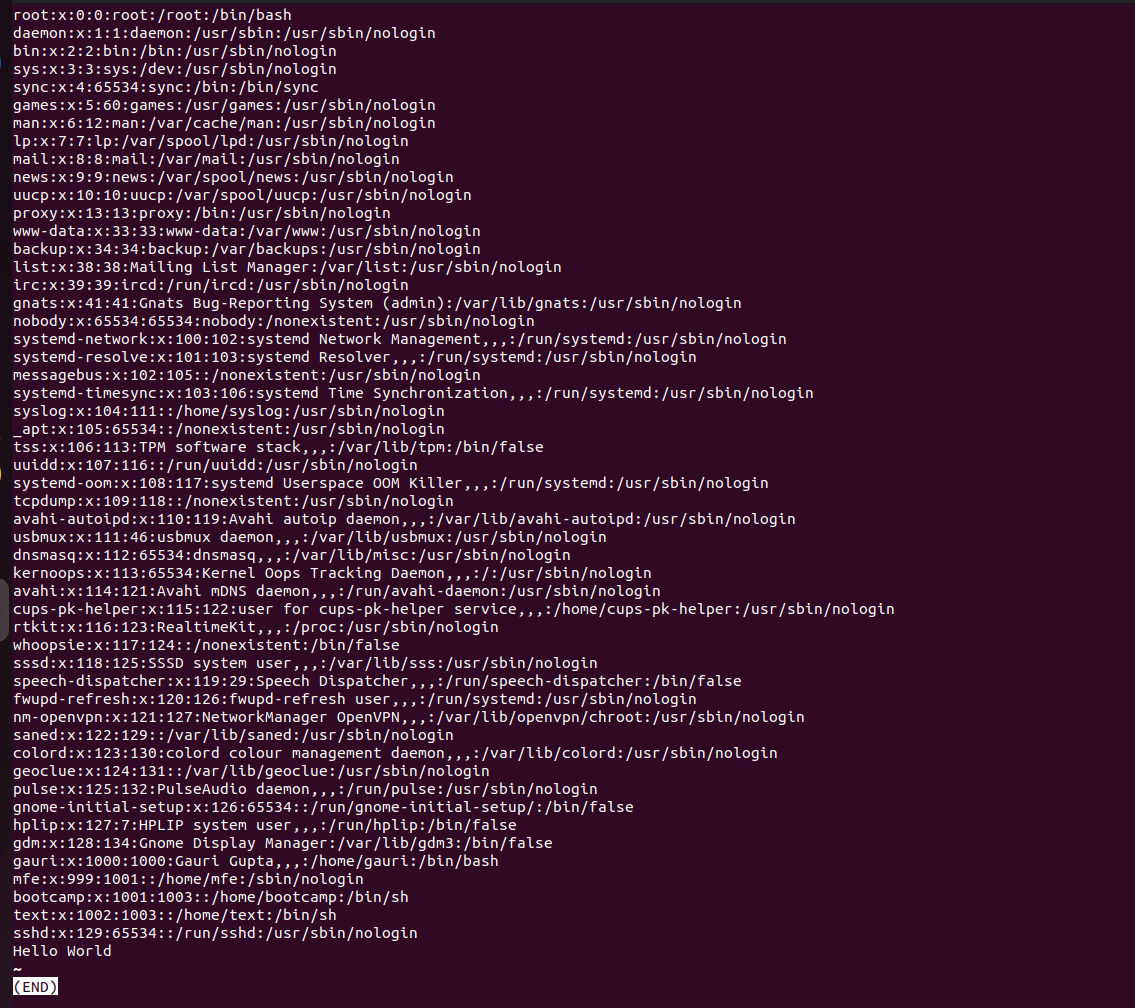 root:x:0:0:root:/root:/bin/bash
daemon:x:1:1:daemon:/usr/sbin:/usr/sbin/nologin
bin:x:2:2:bin:/bin:/usr/sbin/nologin
sys:x:3:3:sys:/dev:/usr/sbin/nologin
sync:x:4:65534:sync:/bin:/bin/sync
games:x:5:60:games:/usr/games:/usr/sbin/nologin
man:x:6:12:man:/var/cache/man:/usr/sbin/nologin
lp:x:7:7:lp:/var/spool/lpd:/usr/sbin/nologin
mail:x:8:8:mail:/var/mail:/usr/sbin/nologin
news:x:9:9:news:/var/spool/news:/usr/sbin/nologin
uucp:x:10:10:uucp:/var/spool/uucp:/usr/sbin/nologin
proxy:x:13:13:proxy:/bin:/usr/sbin/nologin
www-data:x:33:33:www-data:/var/www:/usr/sbin/nologin
backup:x:34:34:backup:/var/backups:/usr/sbin/nologin
list:x:38:38:Mailing List Manager:/var/list:/usr/sbin/nologin
irc:x:39:39:ircd:/run/ircd:/usr/sbin/nologin
gnats:x:41:41:Gnats Bug-Reporting System (admin):/var/lib/gnats:/usr/sbin/nologin
nobody:x:65534:65534:nobody:/nonexistent:/usr/sbin/nologin
systemd-network:x:100:102:systemd Network Management,,,:/run/systemd:/usr/sbin/nologin
systemd-resolve:x:101:103:systemd Resolver,,,:/run/systemd:/usr/sbin/nologin
messagebus:x:102:105::/nonexistent:/usr/sbin/nologin
systemd-timesync:x:103:106:systemd Time Synchronization,,,:/run/systemd:/usr/sbin/nologin
syslog:x:104:111::/home/syslog:/usr/sbin/nologin
_apt:x:105:65534::/nonexistent:/usr/sbin/nologin
tss:x:106:113:TPM software stack,,,:/var/lib/tpm:/bin/false
uuidd:x:107:116::/run/uuidd:/usr/sbin/nologin
systemd-oom:x:108:117:systemd Userspace OOM Killer,,,:/run/systemd:/usr/sbin/nologin
tcpdump:x:109:118::/nonexistent:/usr/sbin/nologin
avahi-autoipd:x:110:119:Avahi autoip daemon,,,:/var/lib/avahi-autoipd:/usr/sbin/nologin
usbmux:x:111:46:usbmux daemon,,,:/var/lib/usbmux:/usr/sbin/nologin
dnsmasq:x:112:65534:dnsmasq,,,:/var/lib/misc:/usr/sbin/nologin
kernoops:x:113:65534:Kernel Oops Tracking Daemon,,,:/:/usr/sbin/nologin
avahi:x:114:121:Avahi mDNS daemon,,,:/run/avahi-daemon:/usr/sbin/nologin
cups-pk-helper:x:115:122:user for cups-pk-helper service,,,:/home/cups-pk-helper:/usr/sbin/nologin
rtkit:x:116:123:RealtimeKit,,,:/proc:/usr/sbin/nologin
whoopsie:x:117:124::/nonexistent:/bin/false
sssd:x:118:125:SSSD system user,,,:/var/lib/sss:/usr/sbin/nologin
speech-dispatcher:x:119:29:Speech Dispatcher,,,:/run/speech-dispatcher:/bin/false
fwupd-refresh:x:120:126:fwupd-refresh user,,,:/run/systemd:/usr/sbin/nologin
nm-openvpn:x:121:127:NetworkManager OpenVPN,,,:/var/lib/openvpn/chroot:/usr/sbin/nologin
saned:x:122:129::/var/lib/saned:/usr/sbin/nologin
colord:x:123:130:colord colour management daemon,,,:/var/lib/colord:/usr/sbin/nologin
geoclue:x:124:131::/var/lib/geoclue:/usr/sbin/nologin
pulse:x:125:132:PulseAudio daemon,,,:/run/pulse:/usr/sbin/nologin
gnome-initial-setup:x:126:65534::/run/gnome-initial-setup/:/bin/false
hplip:x:127:7:HPLIP system user,,,:/run/hplip:/bin/false
gdm:x:128:134:Gnome Display Manager:/var/lib/gdm3:/bin/false
gauri:x:1000:1000:Gauri Gupta,,,:/home/gauri:/bin/bash
mfe:x:999:1001::/home/mfe:/sbin/nologin
bootcamp:x:1001:1003::/home/bootcamp:/bin/sh
text:x:1002:1003::/home/text:/bin/sh
sshd:x:129:65534::/run/sshd:/usr/sbin/nologin
Hello World
~
(END)